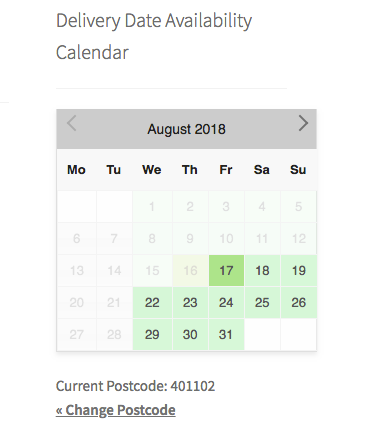 Delivery Date Availability
Calendar
August 2018
Mo Tu We Th Fr Sa Su
1 2 3 4 5
6 7 8 9 10 11 12
13 14 15 16 17 18 19
20 21 22 23 24 25 26
27 28 29 30 31
Current Postcode: 401102
« Change Postcode